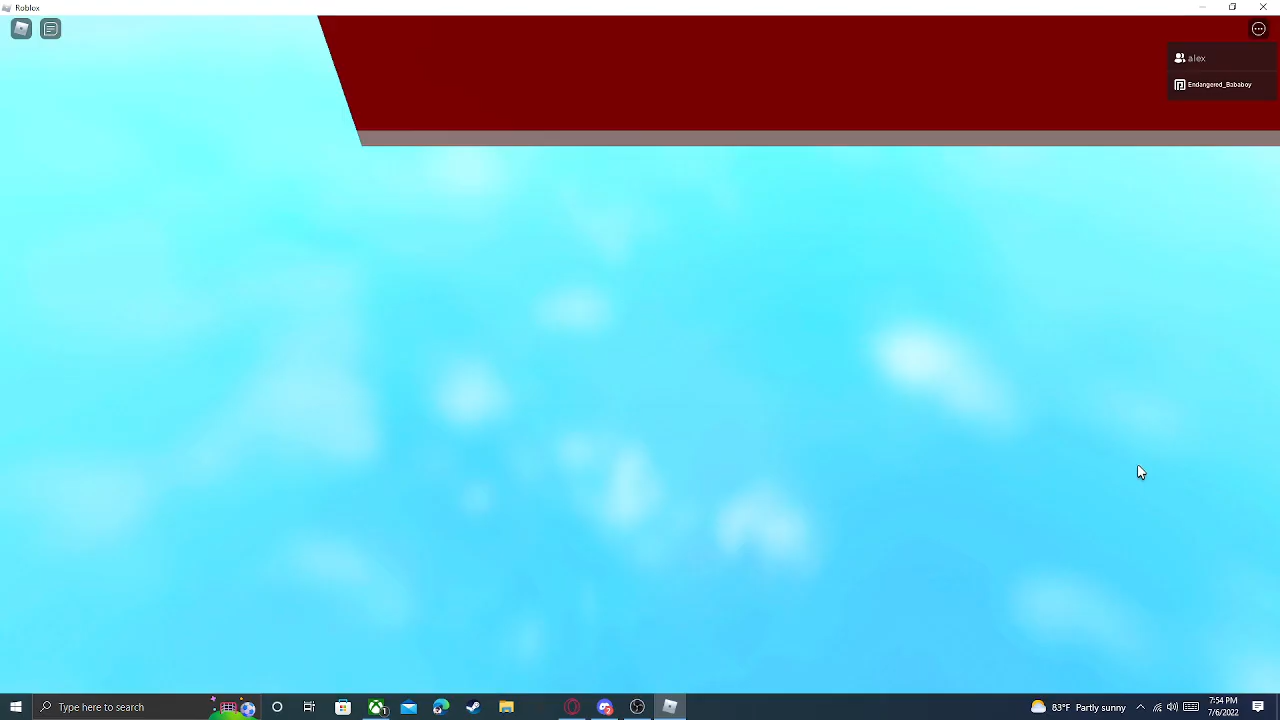 Roblox
alex
Endangered_Bababoy
Type here to search
83°F Partly sunny
7:54 PM
7/6/2022